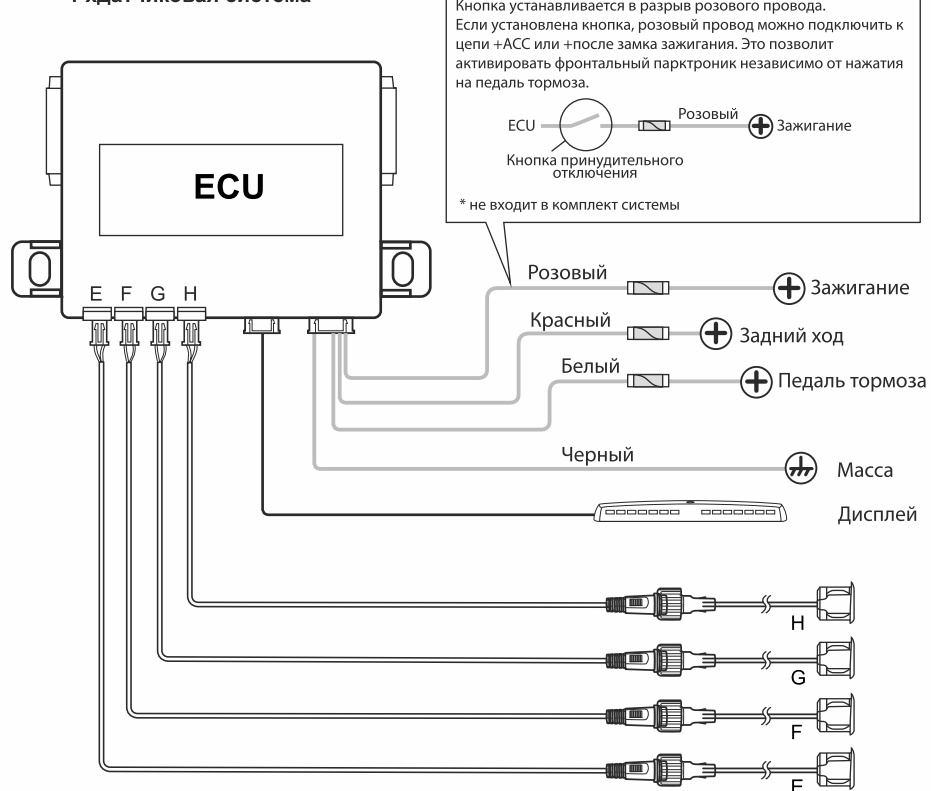 Кнопка устанавливается в разрыв розового провода.
Если установлена кнопка, розовый провод можно подключить к
цепи +ACC или +после замка зажигания. Это позволит
активировать фронтальный парктроник независимо от нажатия
на педаль тормоза.
ECU
Розовый
Зажигание
Кнопка принудительного
отключения
* не входит в комплект системы
ECU
E F G H
Розовый
Зажигание
Красный
Задний ход
Белый
Педаль тормоза
Черный
Масса
Дисплей
H
G
F
E